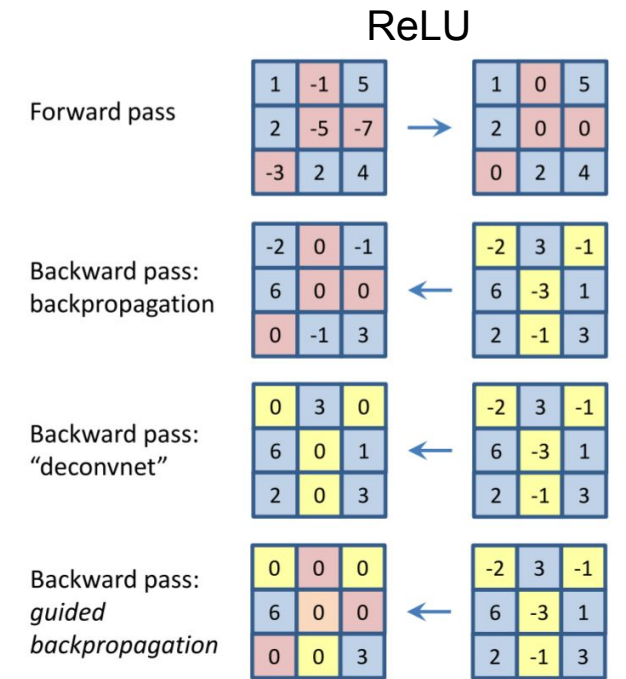 ReLU
Forward pass
1 -1 5 1 0 5
2 -5 -7 2 0 0
-3 2 4 0 2 4
Backward pass:
backpropagation
-2 0 -1 -2 3 -1
6 0 0 6 -3 1
0 -1 3 2 -1 3
Backward pass:
“deconvnet”
0 3 0 -2 3 -1
6 0 1 6 -3 1
2 0 3 2 -1 3
Backward pass:
guided
backpropagation
0 0 0 -2 3 -1
6 0 0 6 -3 1
0 0 3 2 -1 3